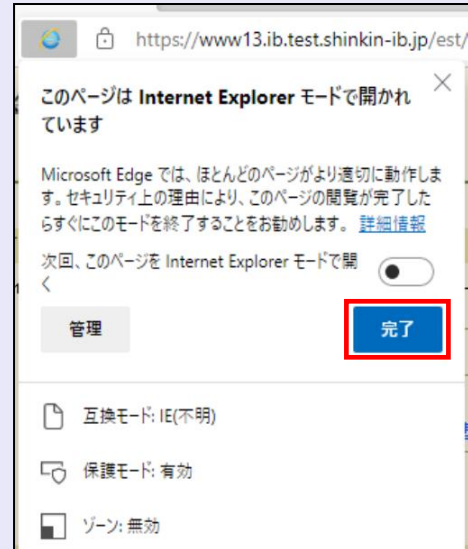 https://www13.ib.test.shinkin-ib.jp/est/
このページは Internet Explorer モードで開かれ
ています
Microsoft Edge では、ほとんどのページがより適切に動作しま
す。セキュリティ上の理由により、このページの閲覧が完了した
らすぐにこのモードを終了することをお勧めします。 詳細情報
次回、このページを Internet Explorer モードで開
く
管理 完了
互換モード: IE(不明)
保護モード: 有効
ゾーン: 無効